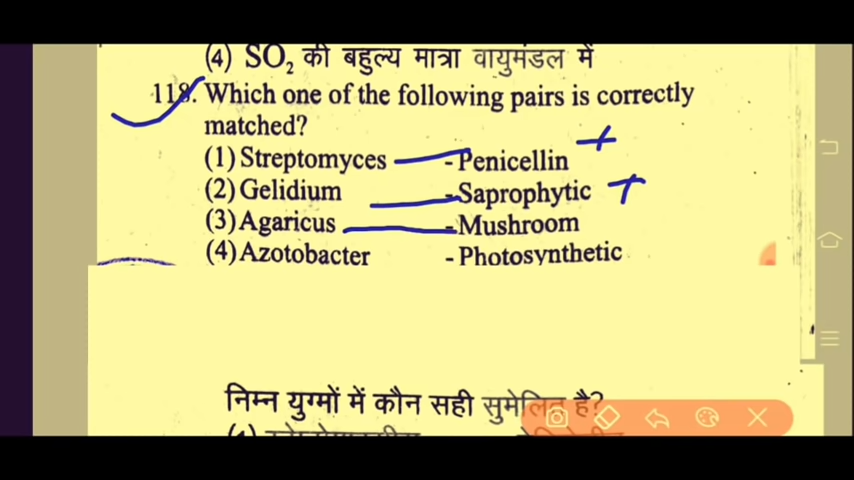 (4) SO₂ की बहुल्य मात्रा वायुमंडल में
118. Which one of the following pairs is correctly
matched?
(1) Streptomyces - Penicellin
(2) Gelidium - Saprophytic
(3) Agaricus - Mushroom
(4) Azotobacter - Photosynthetic
निम्न युग्मों में कौन सही सुमेलित है?